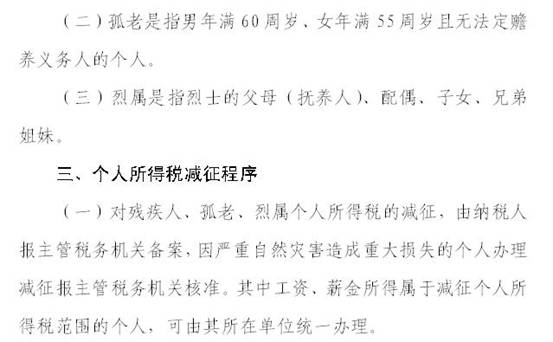 （二）孤老是指男年满 60 周岁、女年满 55 周岁且无法定赡
养义务人的个人。
（三）烈属是指烈士的父母（抚养人）、配偶、子女、兄弟
姐妹。
三、个人所得税减征程序
（一）对残疾人、孤老、烈属个人所得税的减征，由纳税人
报主管税务机关备案，因严重自然灾害造成重大损失的个人办理
减征报主管税务机关核准。其中工资、薪金所得属于减征个人所
得税范围的个人，可由其所在单位统一办理。